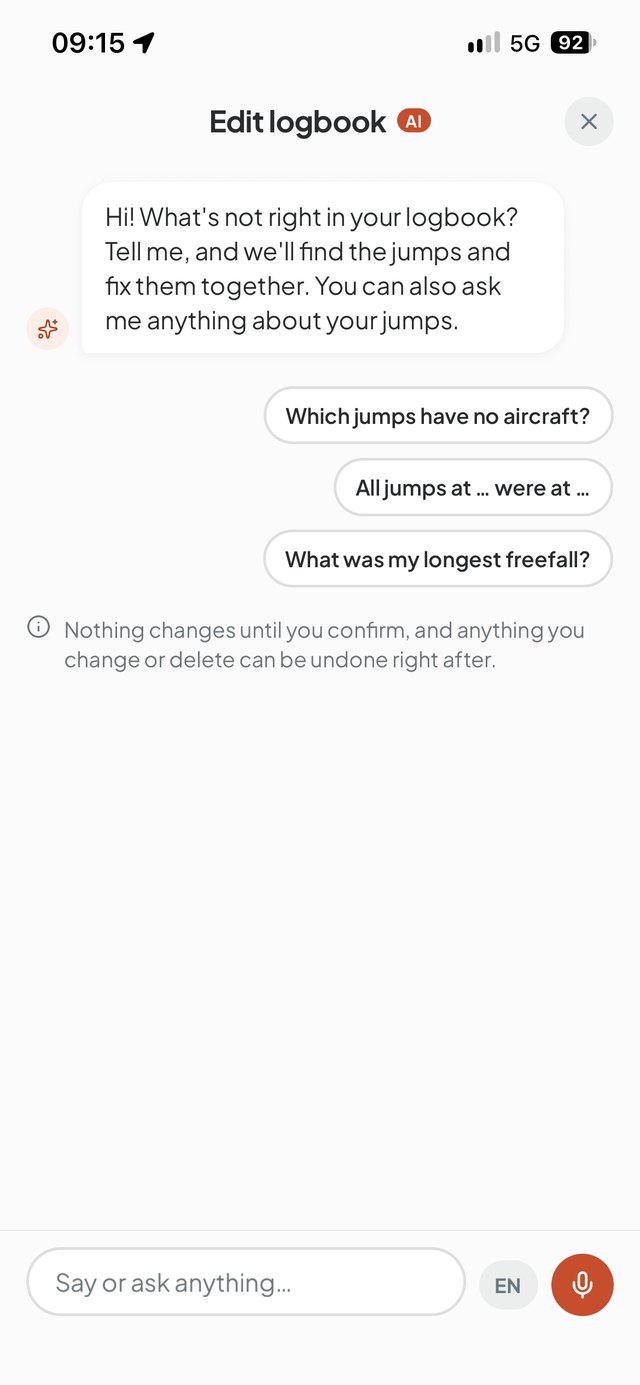 09:15
5G
92
Edit logbook
AI
Hi! What's not right in your logbook?
Tell me, and we'll find the jumps and
fix them together. You can also ask
me anything about your jumps.
Which jumps have no aircraft?
All jumps at … were at …
What was my longest freefall?
Nothing changes until you confirm, and anything you
change or delete can be undone right after.
Say or ask anything…
EN